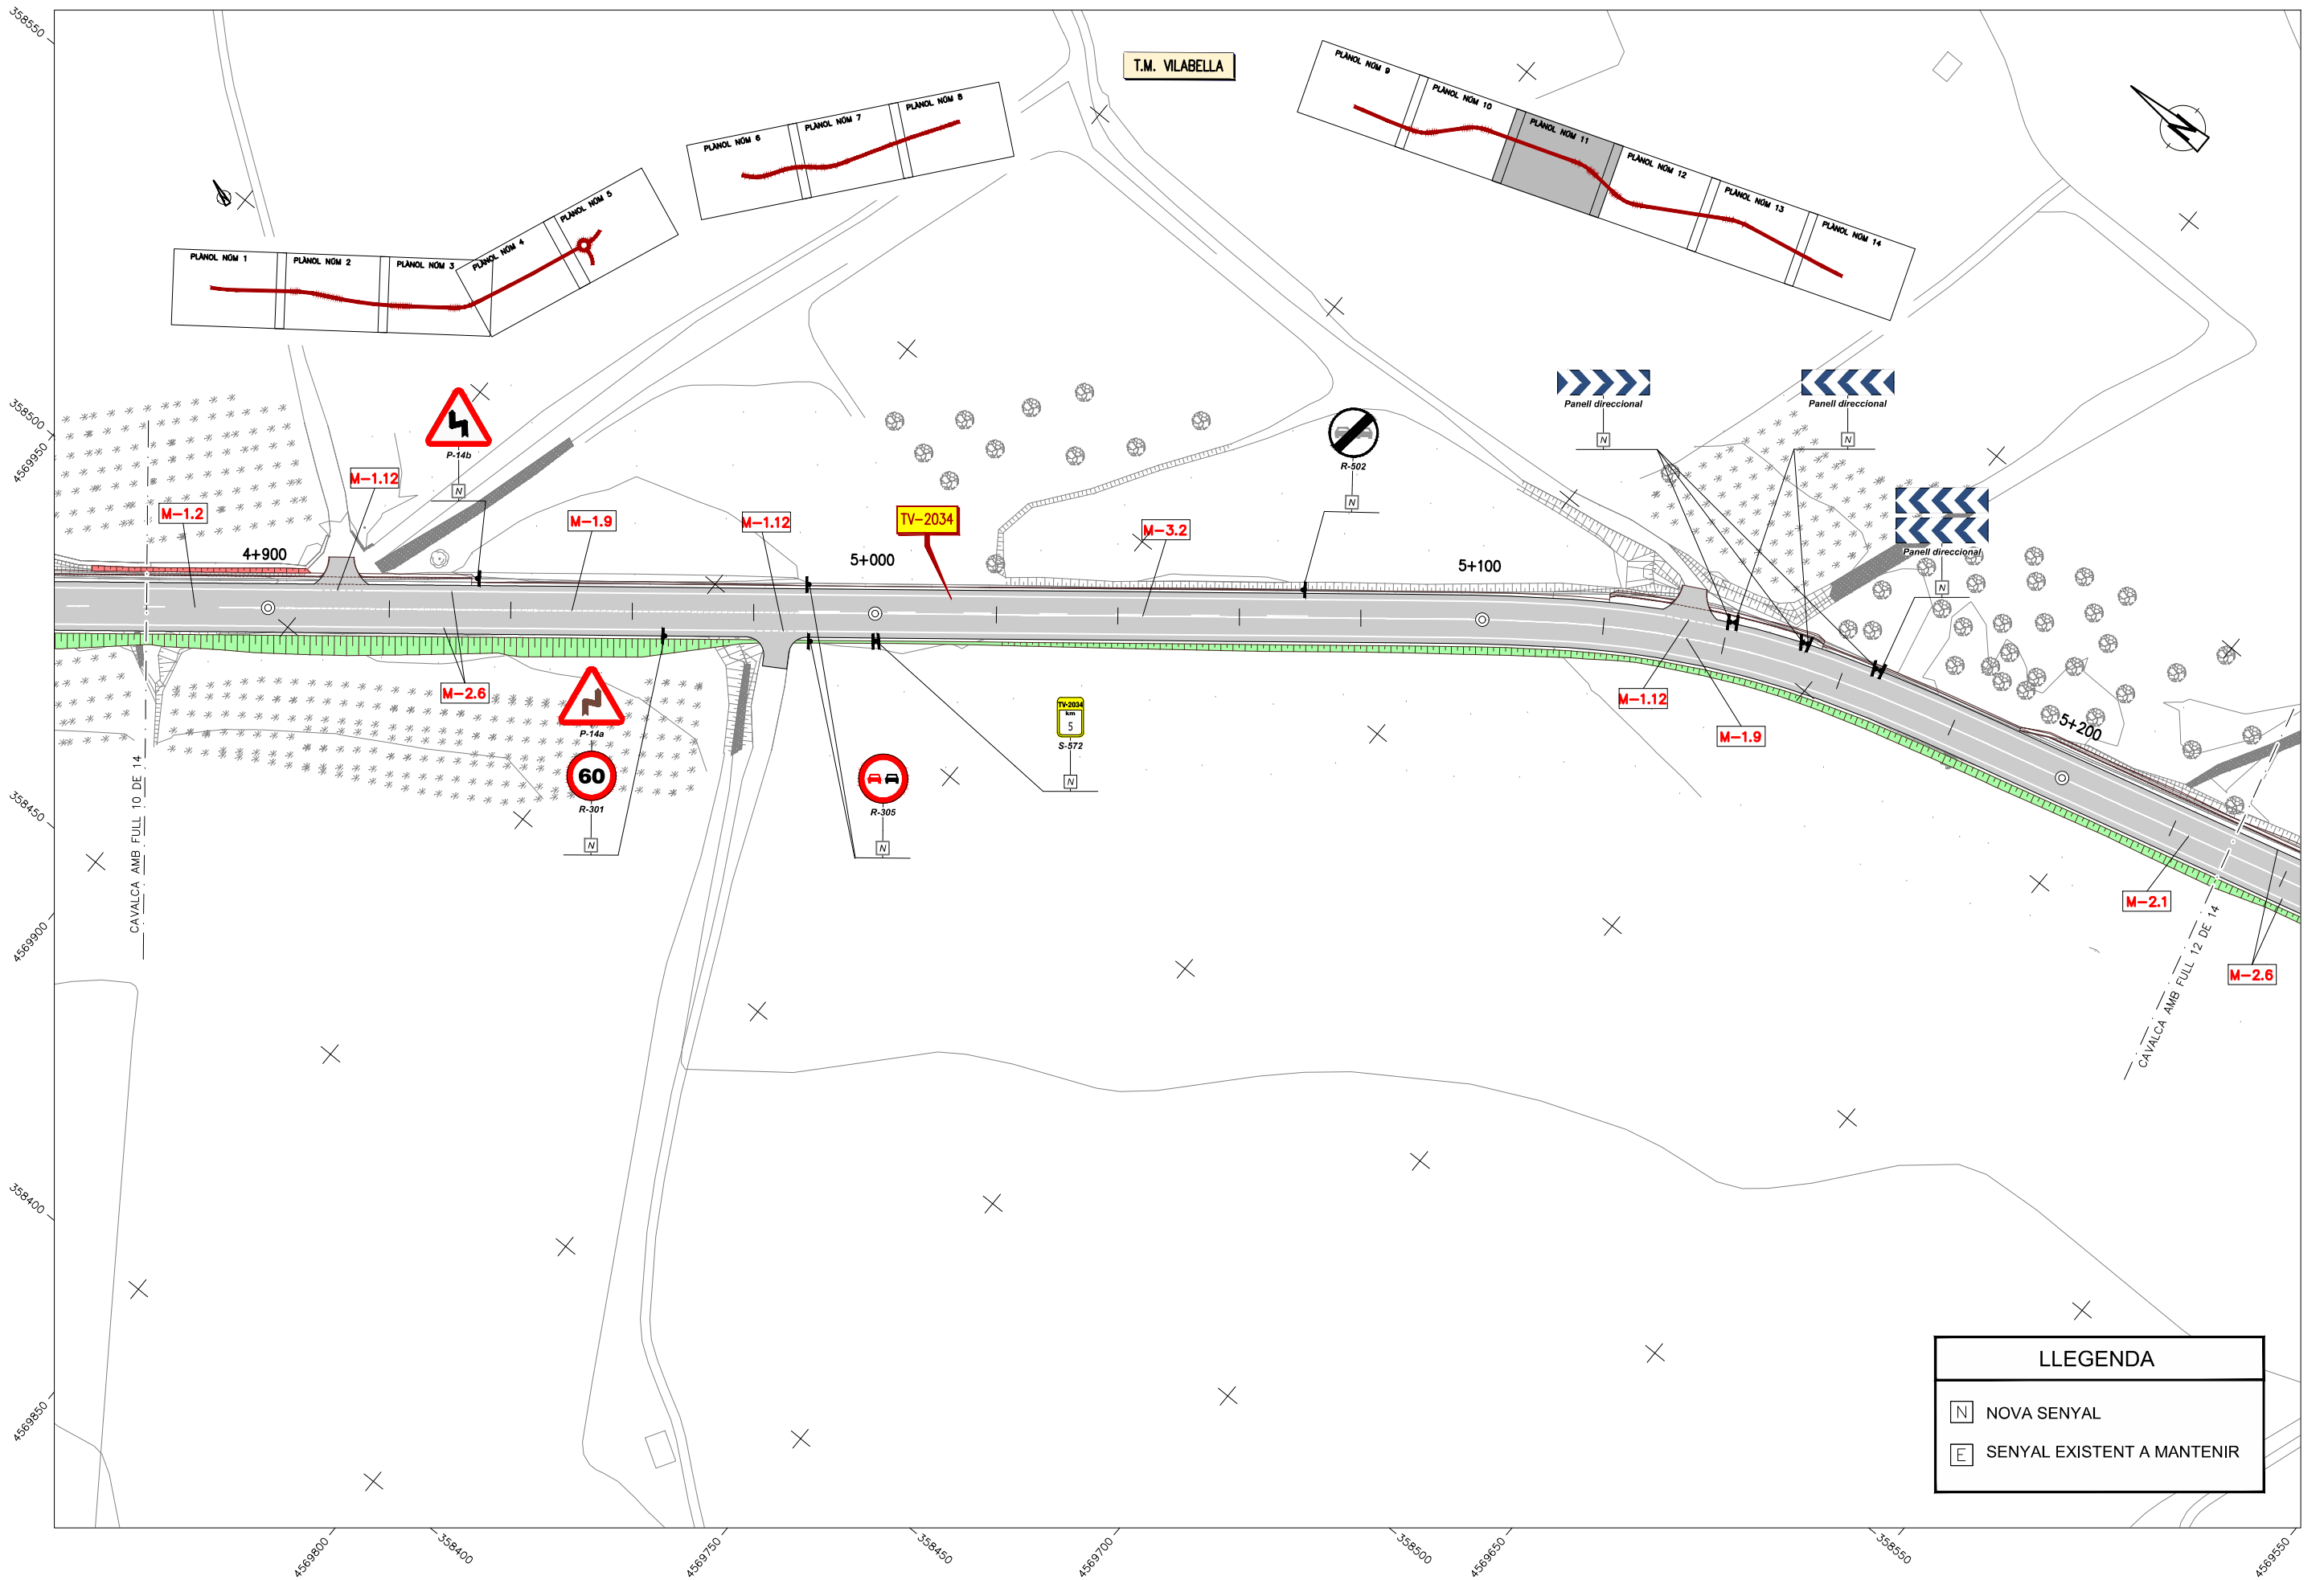 358550
T.M. VILABELLA
PLÀNOL NÚM 9
PLÀNOL NÚM 10
PLÀNOL NÚM 11
PLÀNOL NÚM 12
PLÀNOL NÚM 13
PLÀNOL NÚM 14
N
PLÀNOL NÚM 6
PLÀNOL NÚM 7
PLÀNOL NÚM 8
PLÀNOL NÚM 1
PLÀNOL NÚM 2
PLÀNOL NÚM 3
PLÀNOL NÚM 4
PLÀNOL NÚM 5
358500
4569950
P-14b
N
R-502
N
Panell direccional
N
Panell direccional
N
Panell direccional
N
M-1.12
M-1.2
M-1.9
M-1.12
TV-2034
M-3.2
4+900
5+000
5+100
5+200
M-2.6
P-14a
60
R-301
N
R-305
N
TV-2034
km
5
S-572
N
M-1.12
M-1.9
M-2.1
M-2.6
CAVALCA AMB FULL 10 DE 14
CAVALCA AMB FULL 12 DE 14
358450
4569900
358400
4569850
LLEGENDA
N NOVA SENYAL
E SENYAL EXISTENT A MANTENIR
4569800
358400
4569750
358450
4569700
358500
4569650
358550
4569550